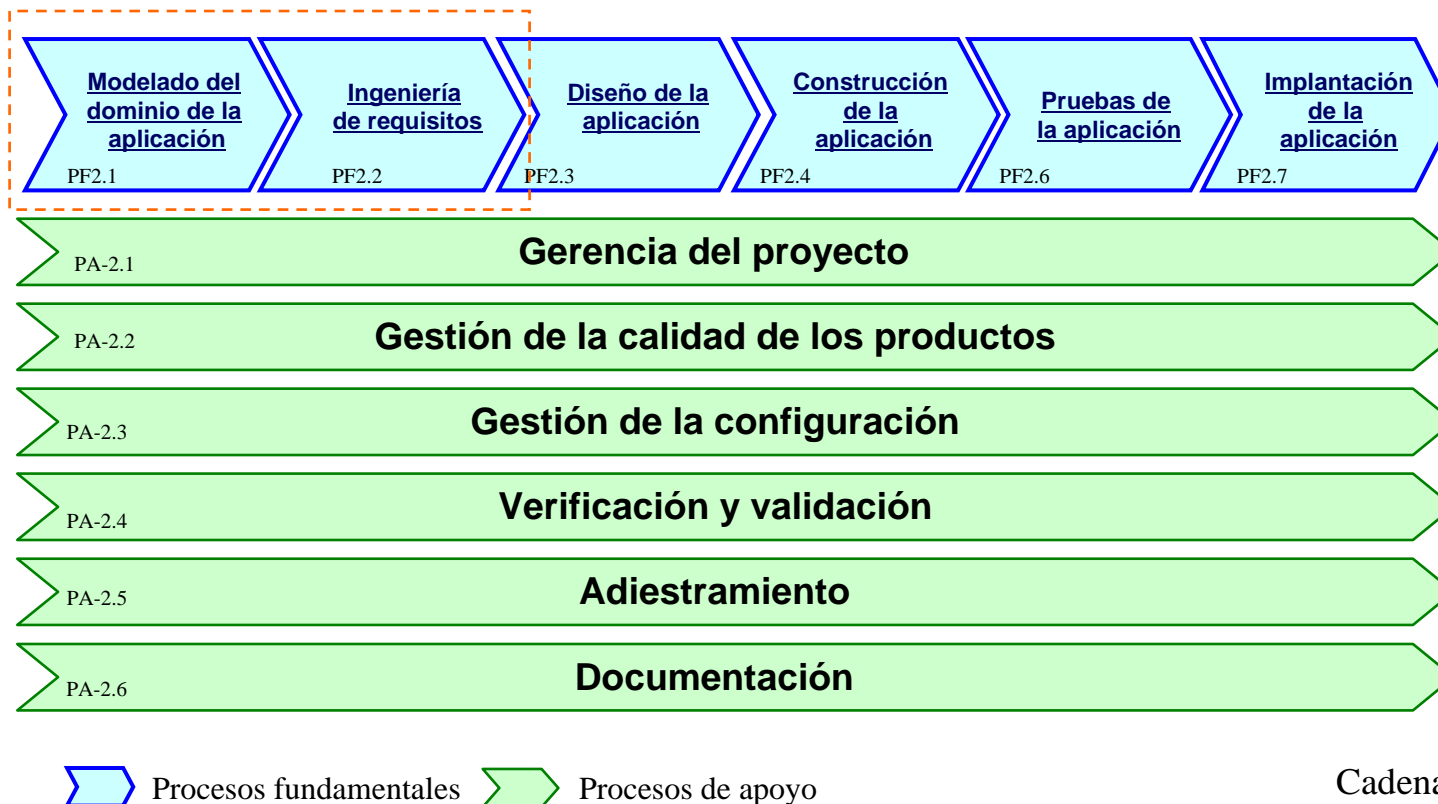 Modelado del
dominio de la
aplicación
PF2.1
Ingeniería
de requisitos
PF2.2
Diseño de la
aplicación
PF2.3
Construcción
de la
aplicación
PF2.4
Pruebas de
la aplicación
PF2.6
Implantación
de la
aplicación
PF2.7
PA-2.1
Gerencia del proyecto
PA-2.2
Gestión de la calidad de los productos
PA-2.3
Gestión de la configuración
PA-2.4
Verificación y validación
PA-2.5
Adiestramiento
PA-2.6
Documentación
Procesos fundamentales
Procesos de apoyo
Cadena